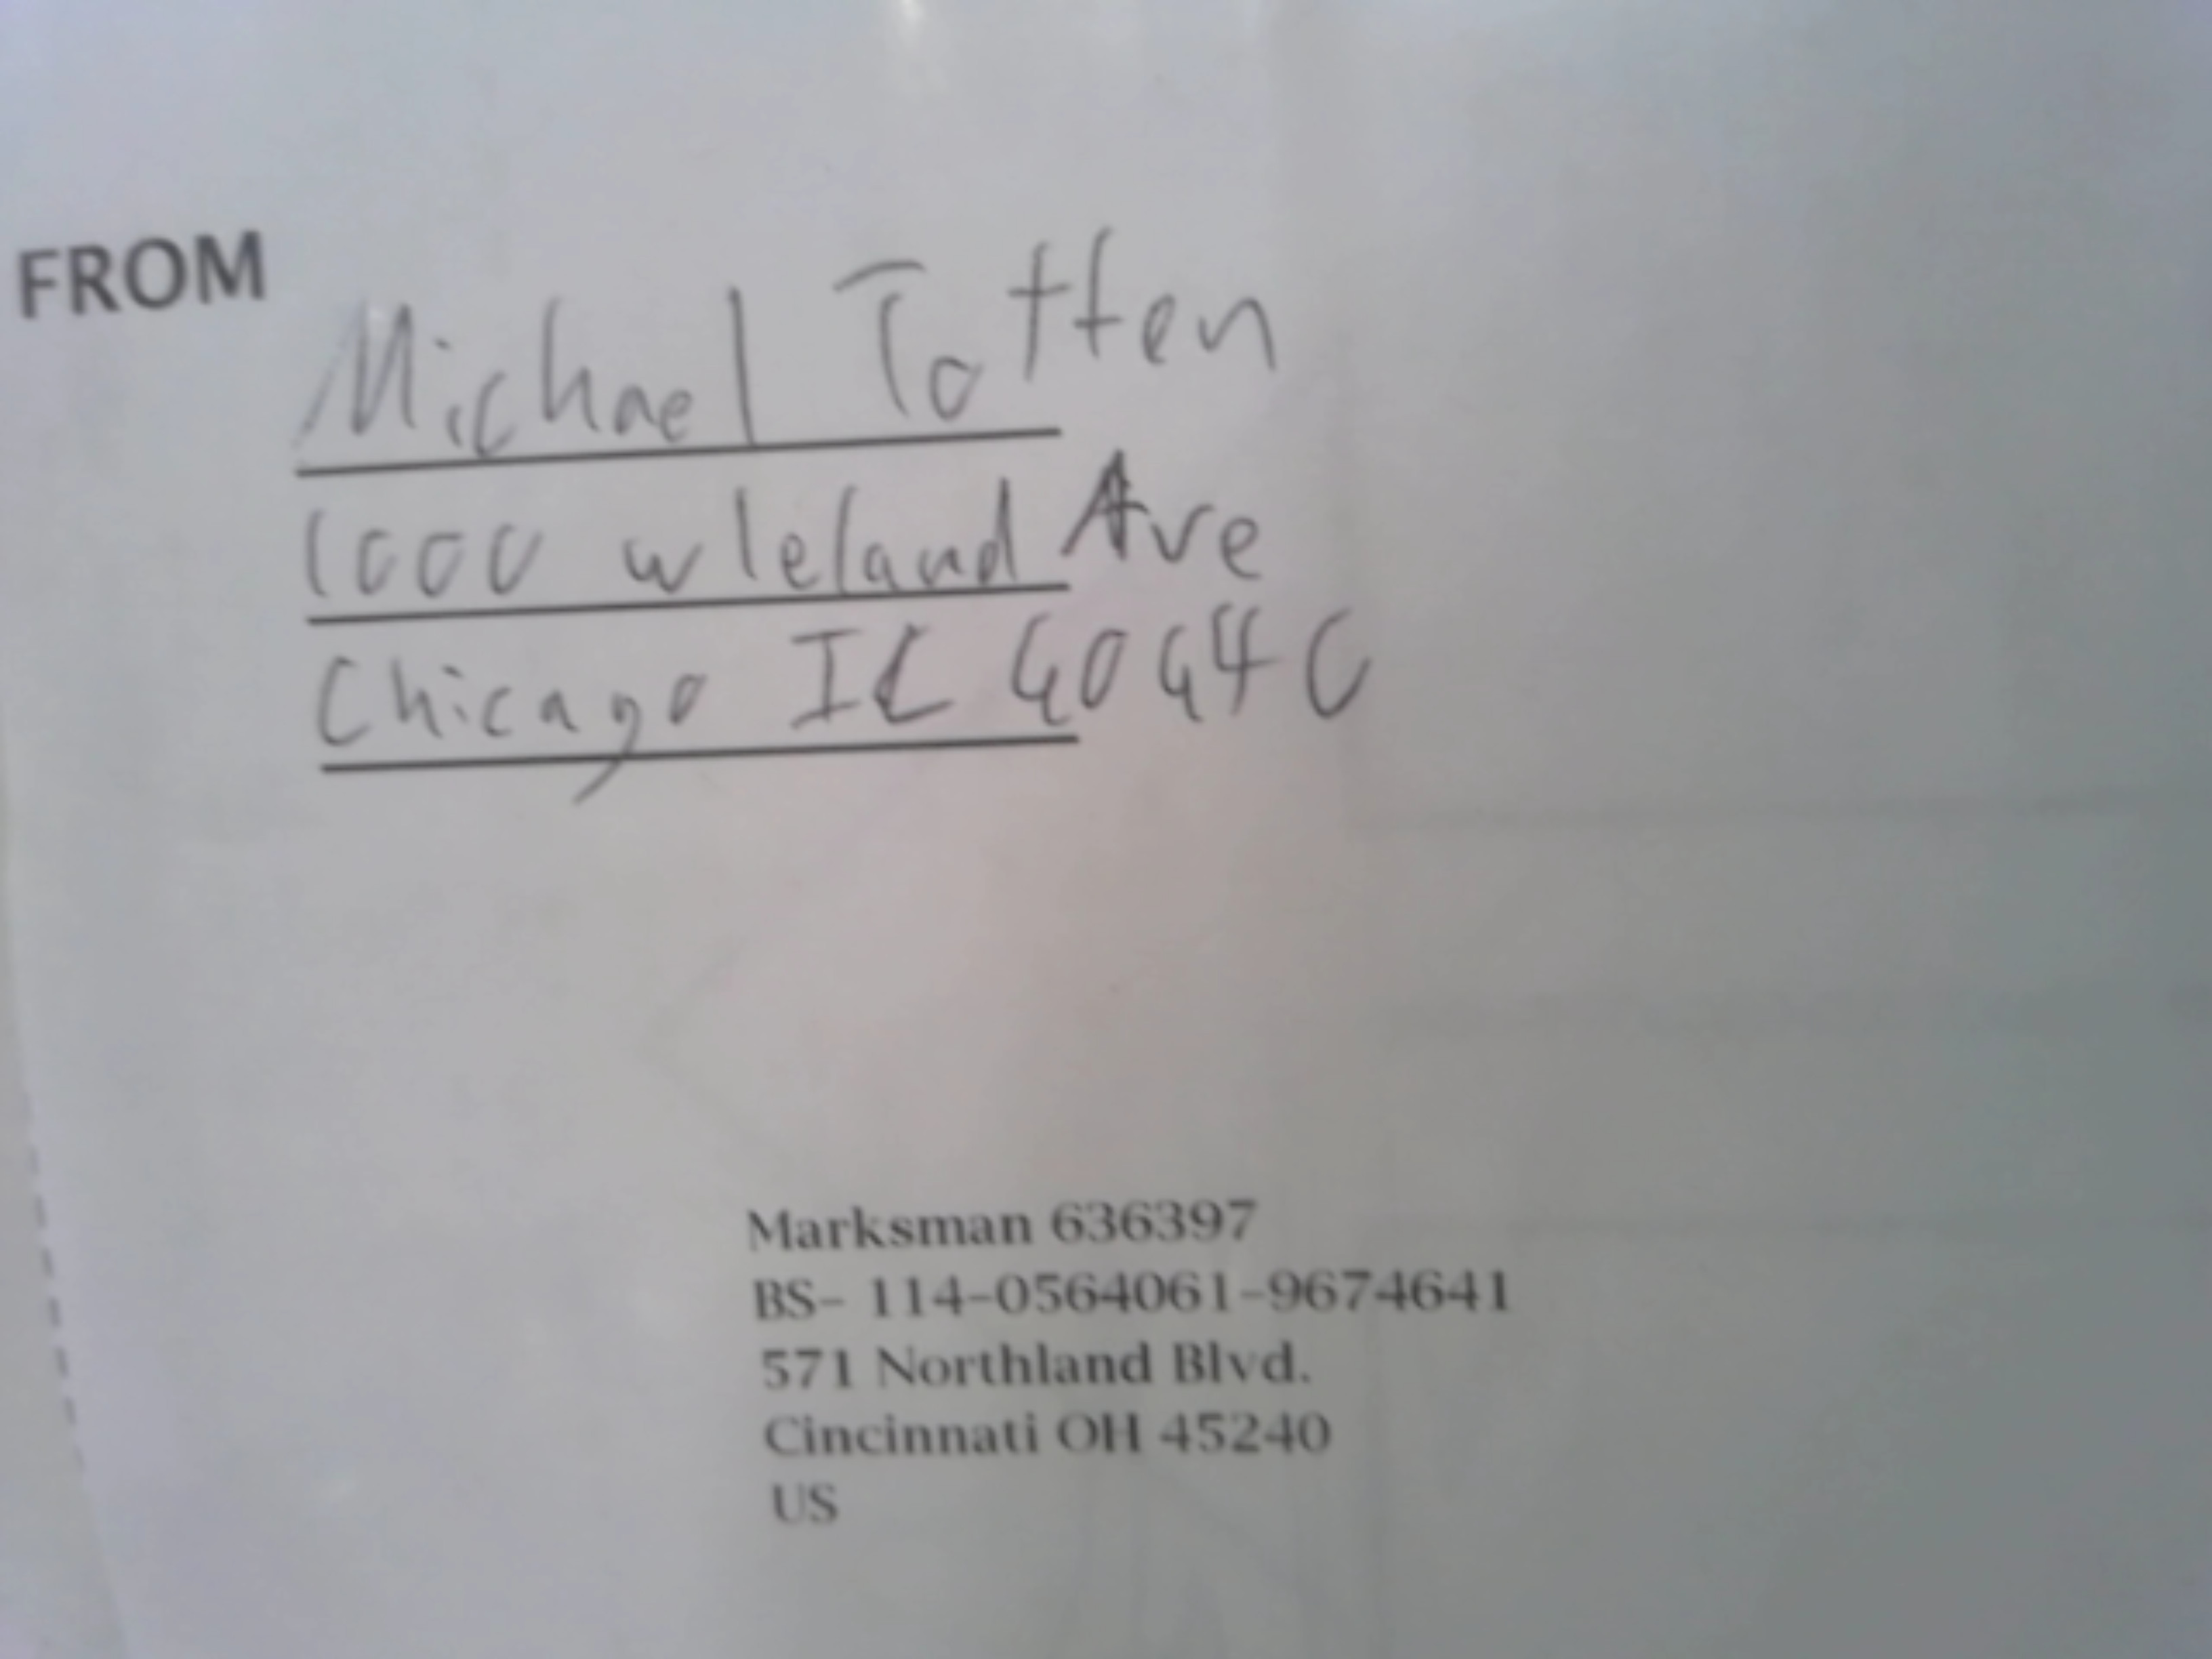 FROM
Michael Totten
1000 w leland Ave
Chicago IL 60640
Marksman 636397
BS- 114-0564061-9674641
571 Northland Blvd.
Cincinnati OH 45240
US